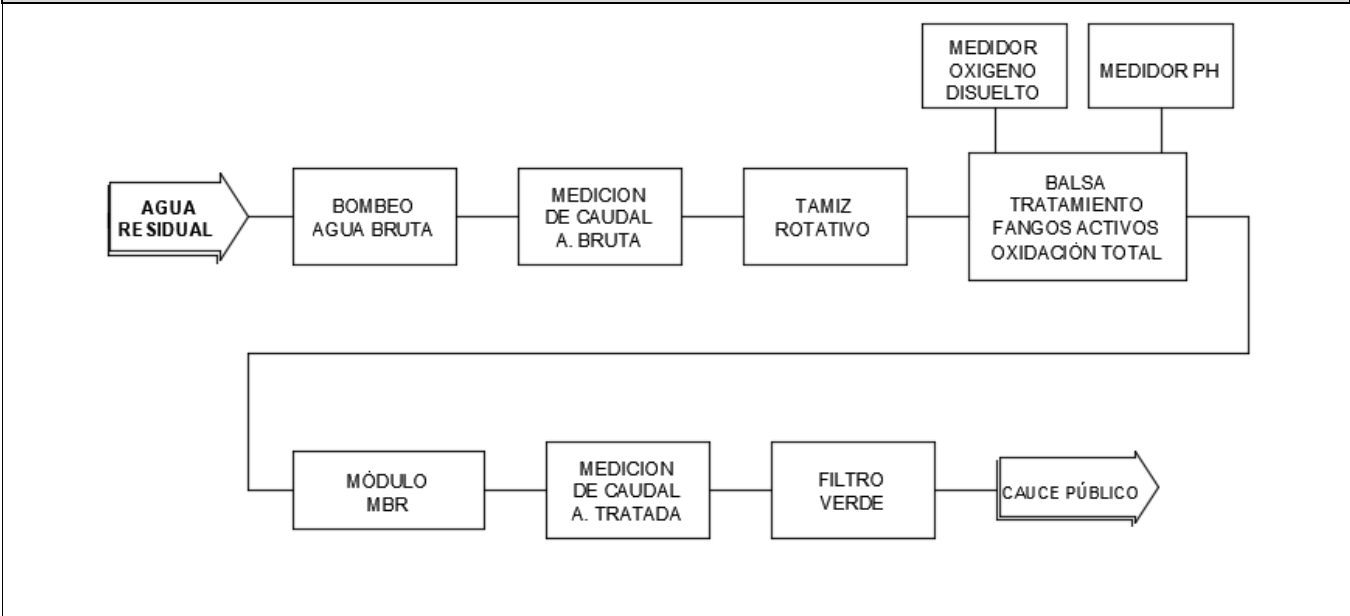 MEDIDOR
OXIGENO
DISUELTO
MEDIDOR PH
AGUA
RESIDUAL
BOMBEO
AGUA BRUTA
MEDICION
DE CAUDAL
A. BRUTA
TAMIZ
ROTATIVO
BALSA
TRATAMIENTO
FANGOS ACTIVOS
OXIDACIÓN TOTAL
MÓDULO
MBR
MEDICION
DE CAUDAL
A. TRATADA
FILTRO
VERDE
CAUCE PÚBLICO